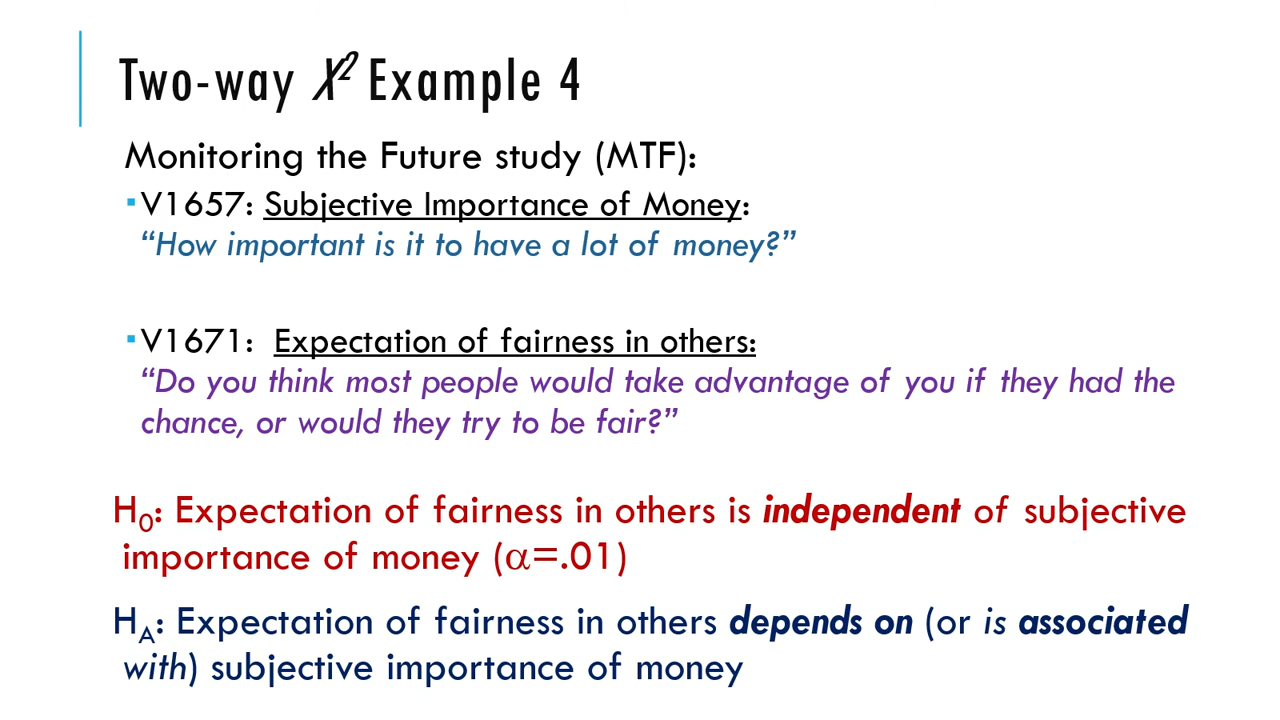 Two-way X² Example 4
Monitoring the Future study (MTF):
▪V1657: Subjective Importance of Money:
“How important is it to have a lot of money?”
▪V1671: Expectation of fairness in others:
“Do you think most people would take advantage of you if they had the
chance, or would they try to be fair?”
H₀: Expectation of fairness in others is independent of subjective
importance of money (α=.01)
H_A: Expectation of fairness in others depends on (or is associated
with) subjective importance of money